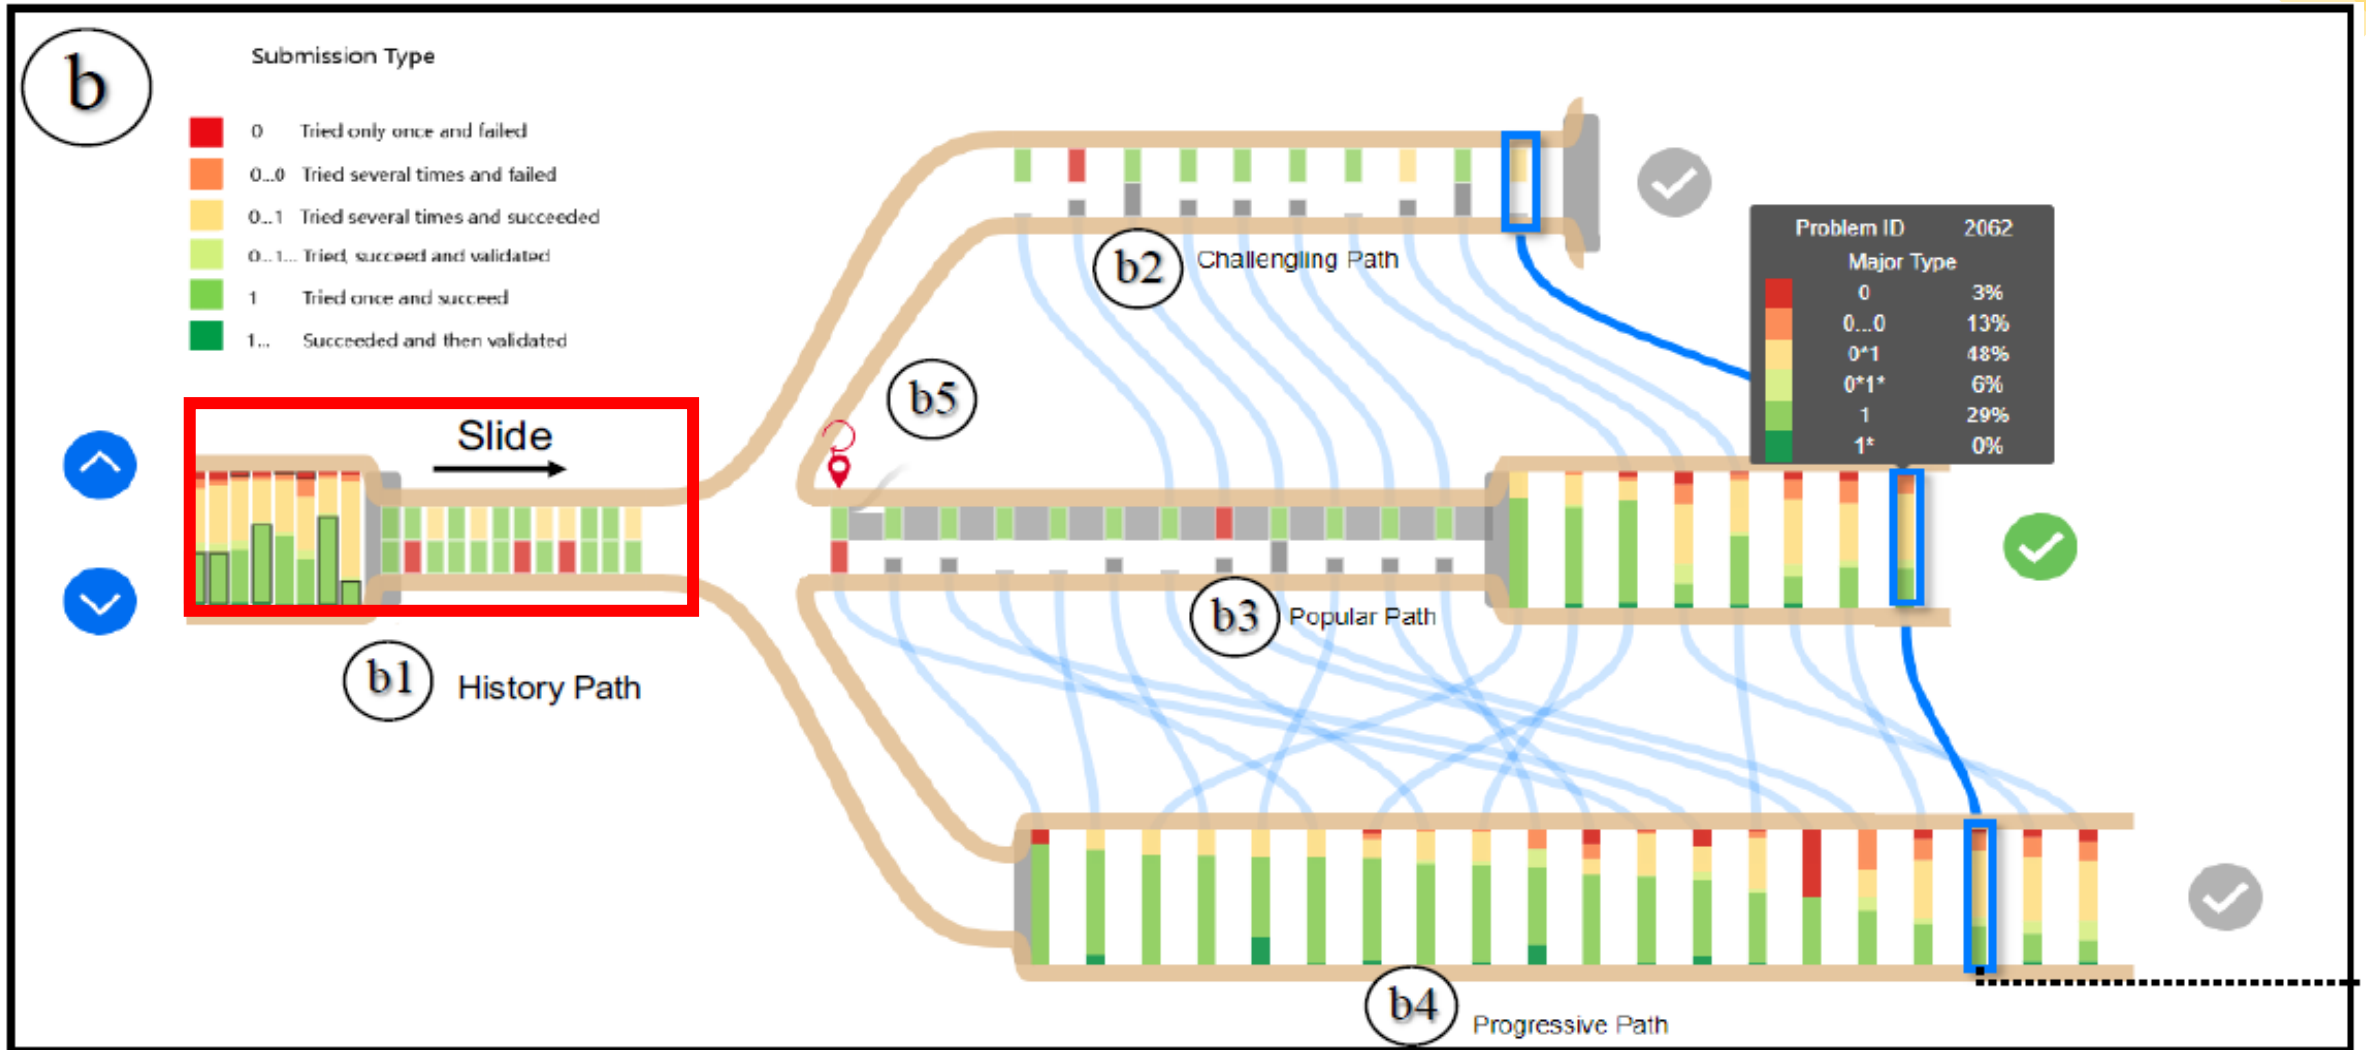 b
Submission Type
0 Tried only once and failed
0...0 Tried several times and failed
0...1 Tried several times and succeeded
0...1... Tried, succeed and validated
1 Tried once and succeed
1... Succeeded and then validated
b2 Challengling Path
Problem ID 2062
Major Type
0 3%
0...0 13%
0*1 48%
0*1* 6%
1 29%
1* 0%
b5
Slide
b3 Popular Path
b1 History Path
b4 Progressive Path